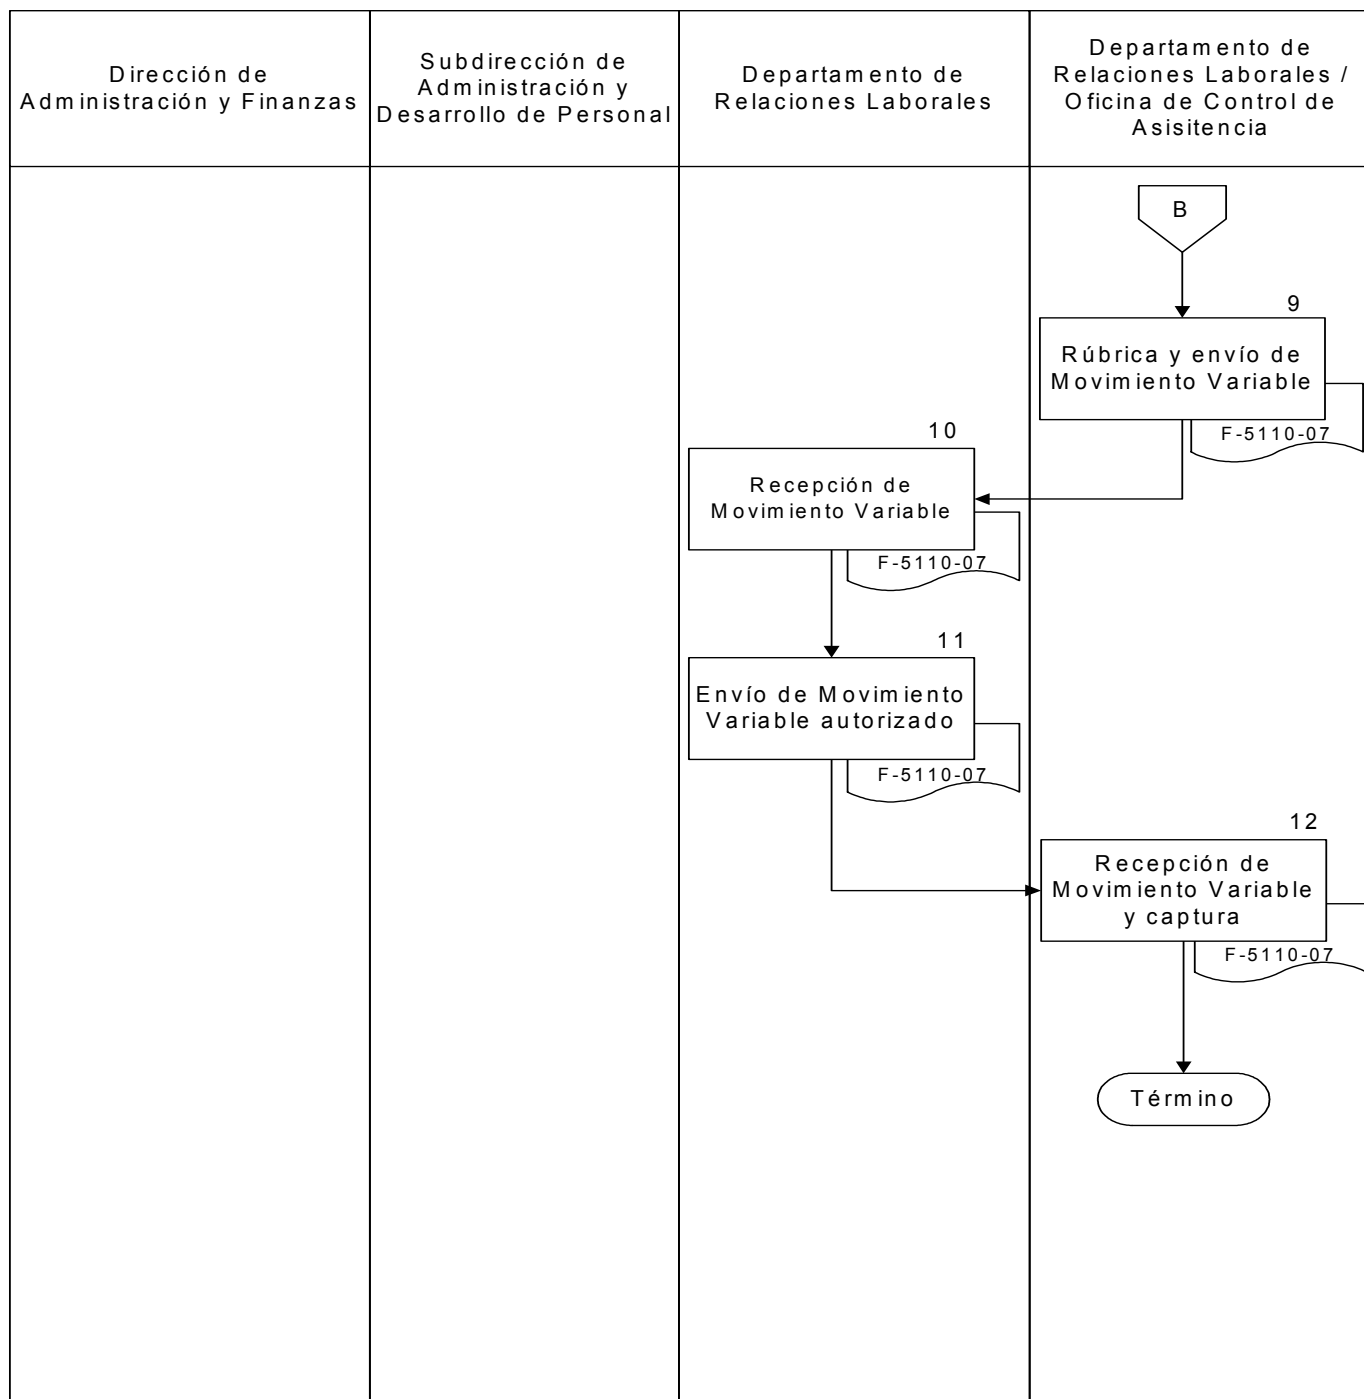 Dirección de
Administración y Finanzas
Subdirección de
Administración y
Desarrollo de Personal
Departamento de
Relaciones Laborales
Departamento de
Relaciones Laborales /
Oficina de Control de
Asisitencia
B
9
Rúbrica y envío de
Movimiento Variable
F-5110-07
10
Recepción de
Movimiento Variable
F-5110-07
11
Envío de Movimiento
Variable autorizado
F-5110-07
12
Recepción de
Movimiento Variable
y captura
F-5110-07
Término